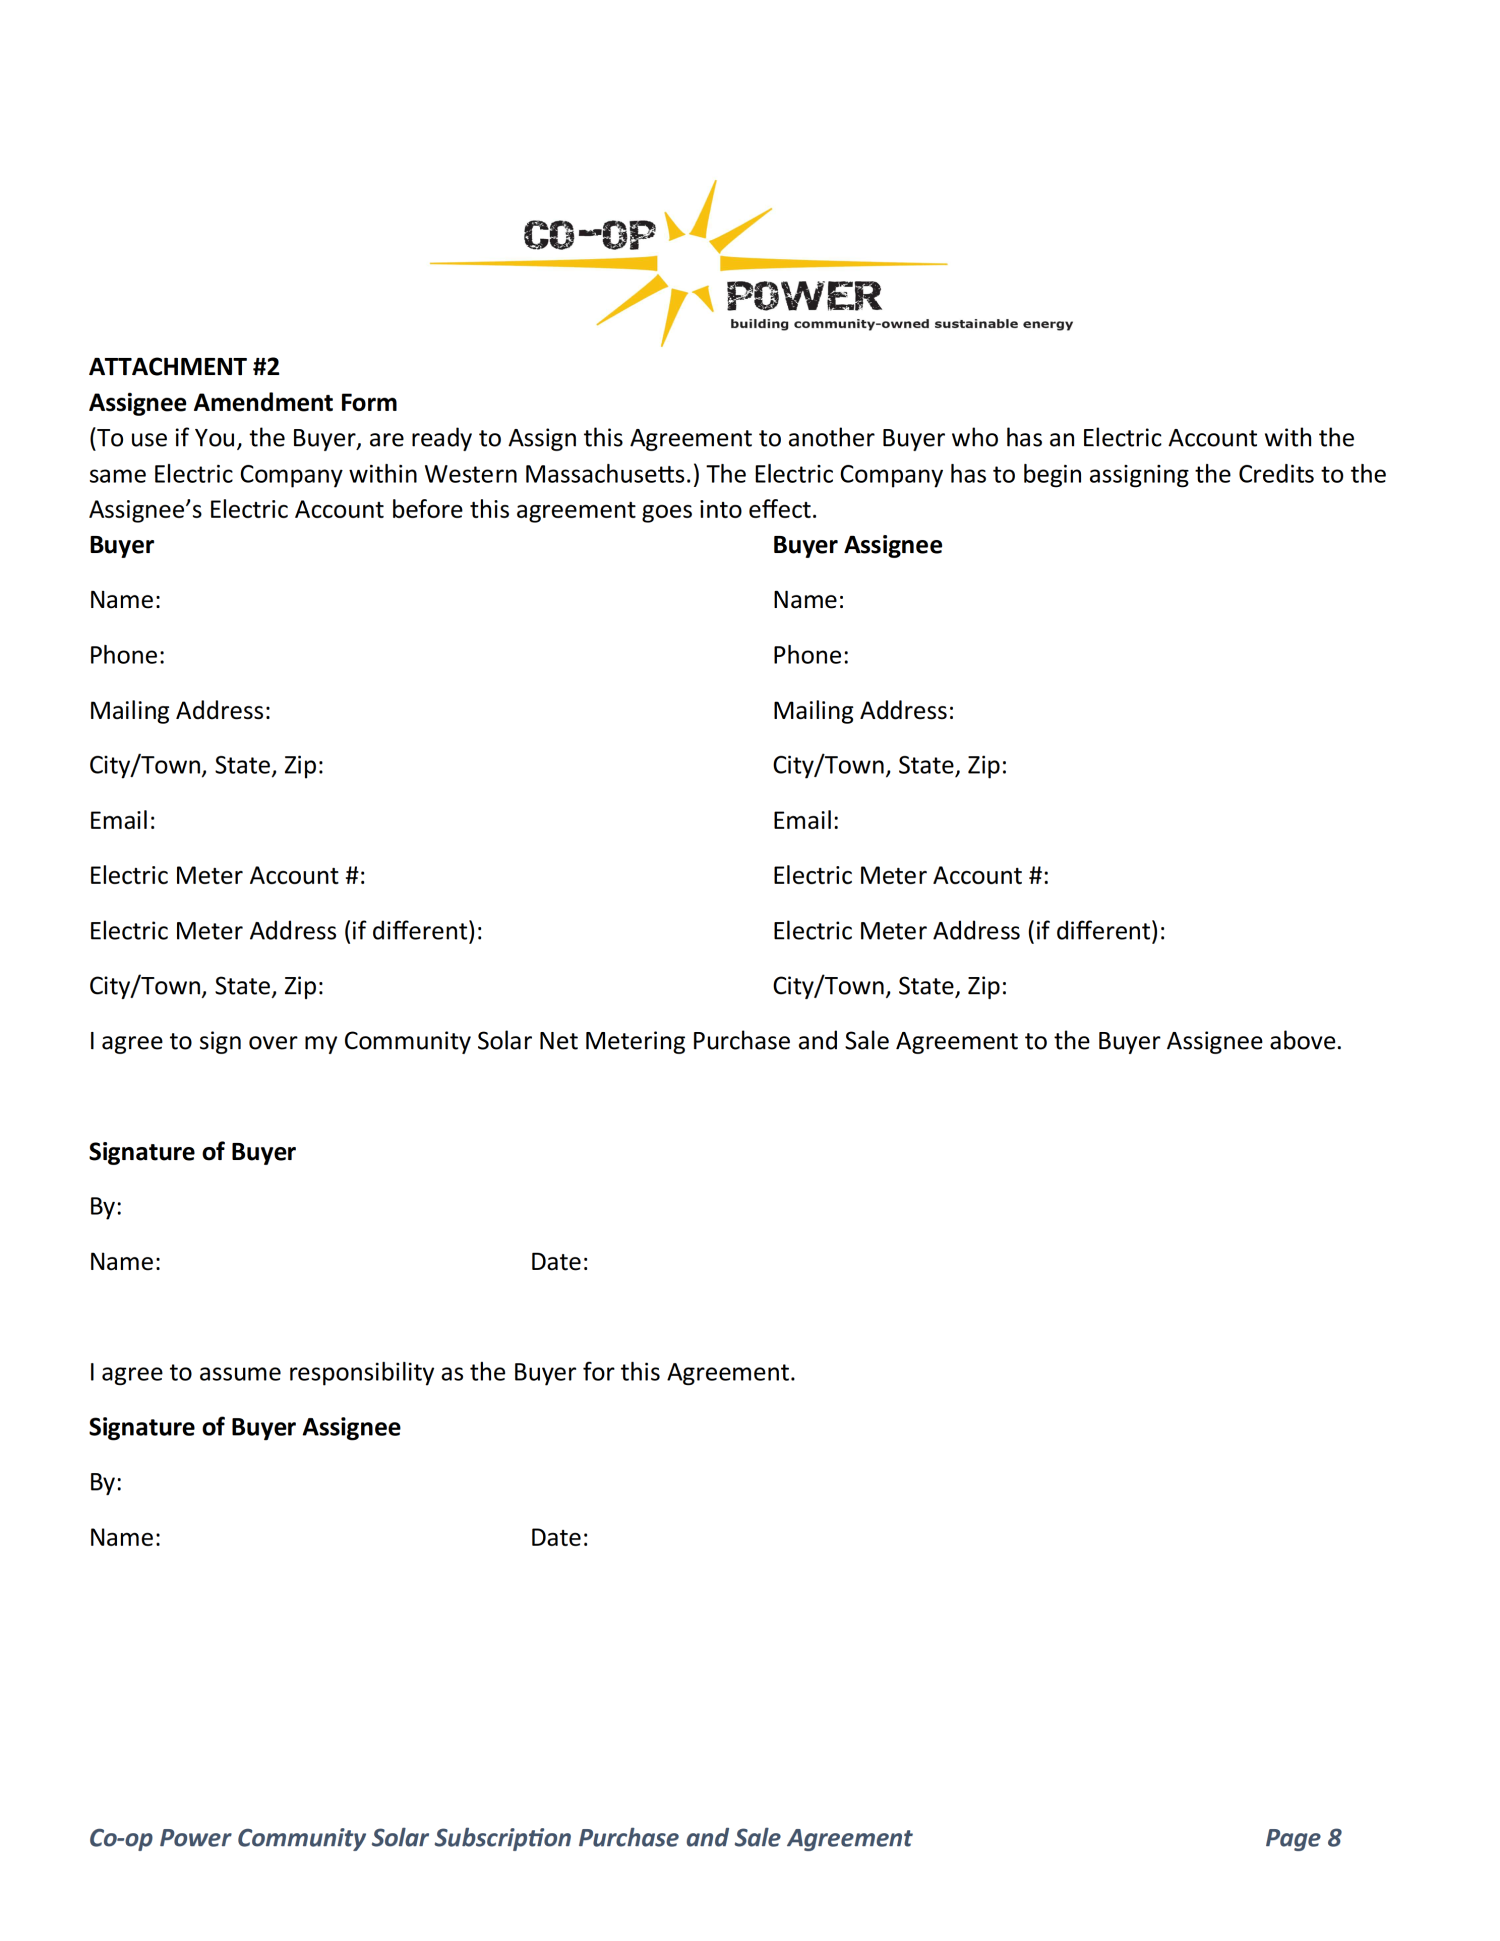 CO-OP
POWER
building community-owned sustainable energy
ATTACHMENT #2
Assignee Amendment Form
(To use if You, the Buyer, are ready to Assign this Agreement to another Buyer who has an Electric Account with the
same Electric Company within Western Massachusetts.) The Electric Company has to begin assigning the Credits to the
Assignee’s Electric Account before this agreement goes into effect.
Buyer Buyer Assignee
Name: Name:
Phone: Phone:
Mailing Address: Mailing Address:
City/Town, State, Zip: City/Town, State, Zip:
Email: Email:
Electric Meter Account #: Electric Meter Account #:
Electric Meter Address (if different): Electric Meter Address (if different):
City/Town, State, Zip: City/Town, State, Zip:
I agree to sign over my Community Solar Net Metering Purchase and Sale Agreement to the Buyer Assignee above.
Signature of Buyer
By:
Name: Date:
I agree to assume responsibility as the Buyer for this Agreement.
Signature of Buyer Assignee
By:
Name: Date:
Co-op Power Community Solar Subscription Purchase and Sale Agreement Page 8